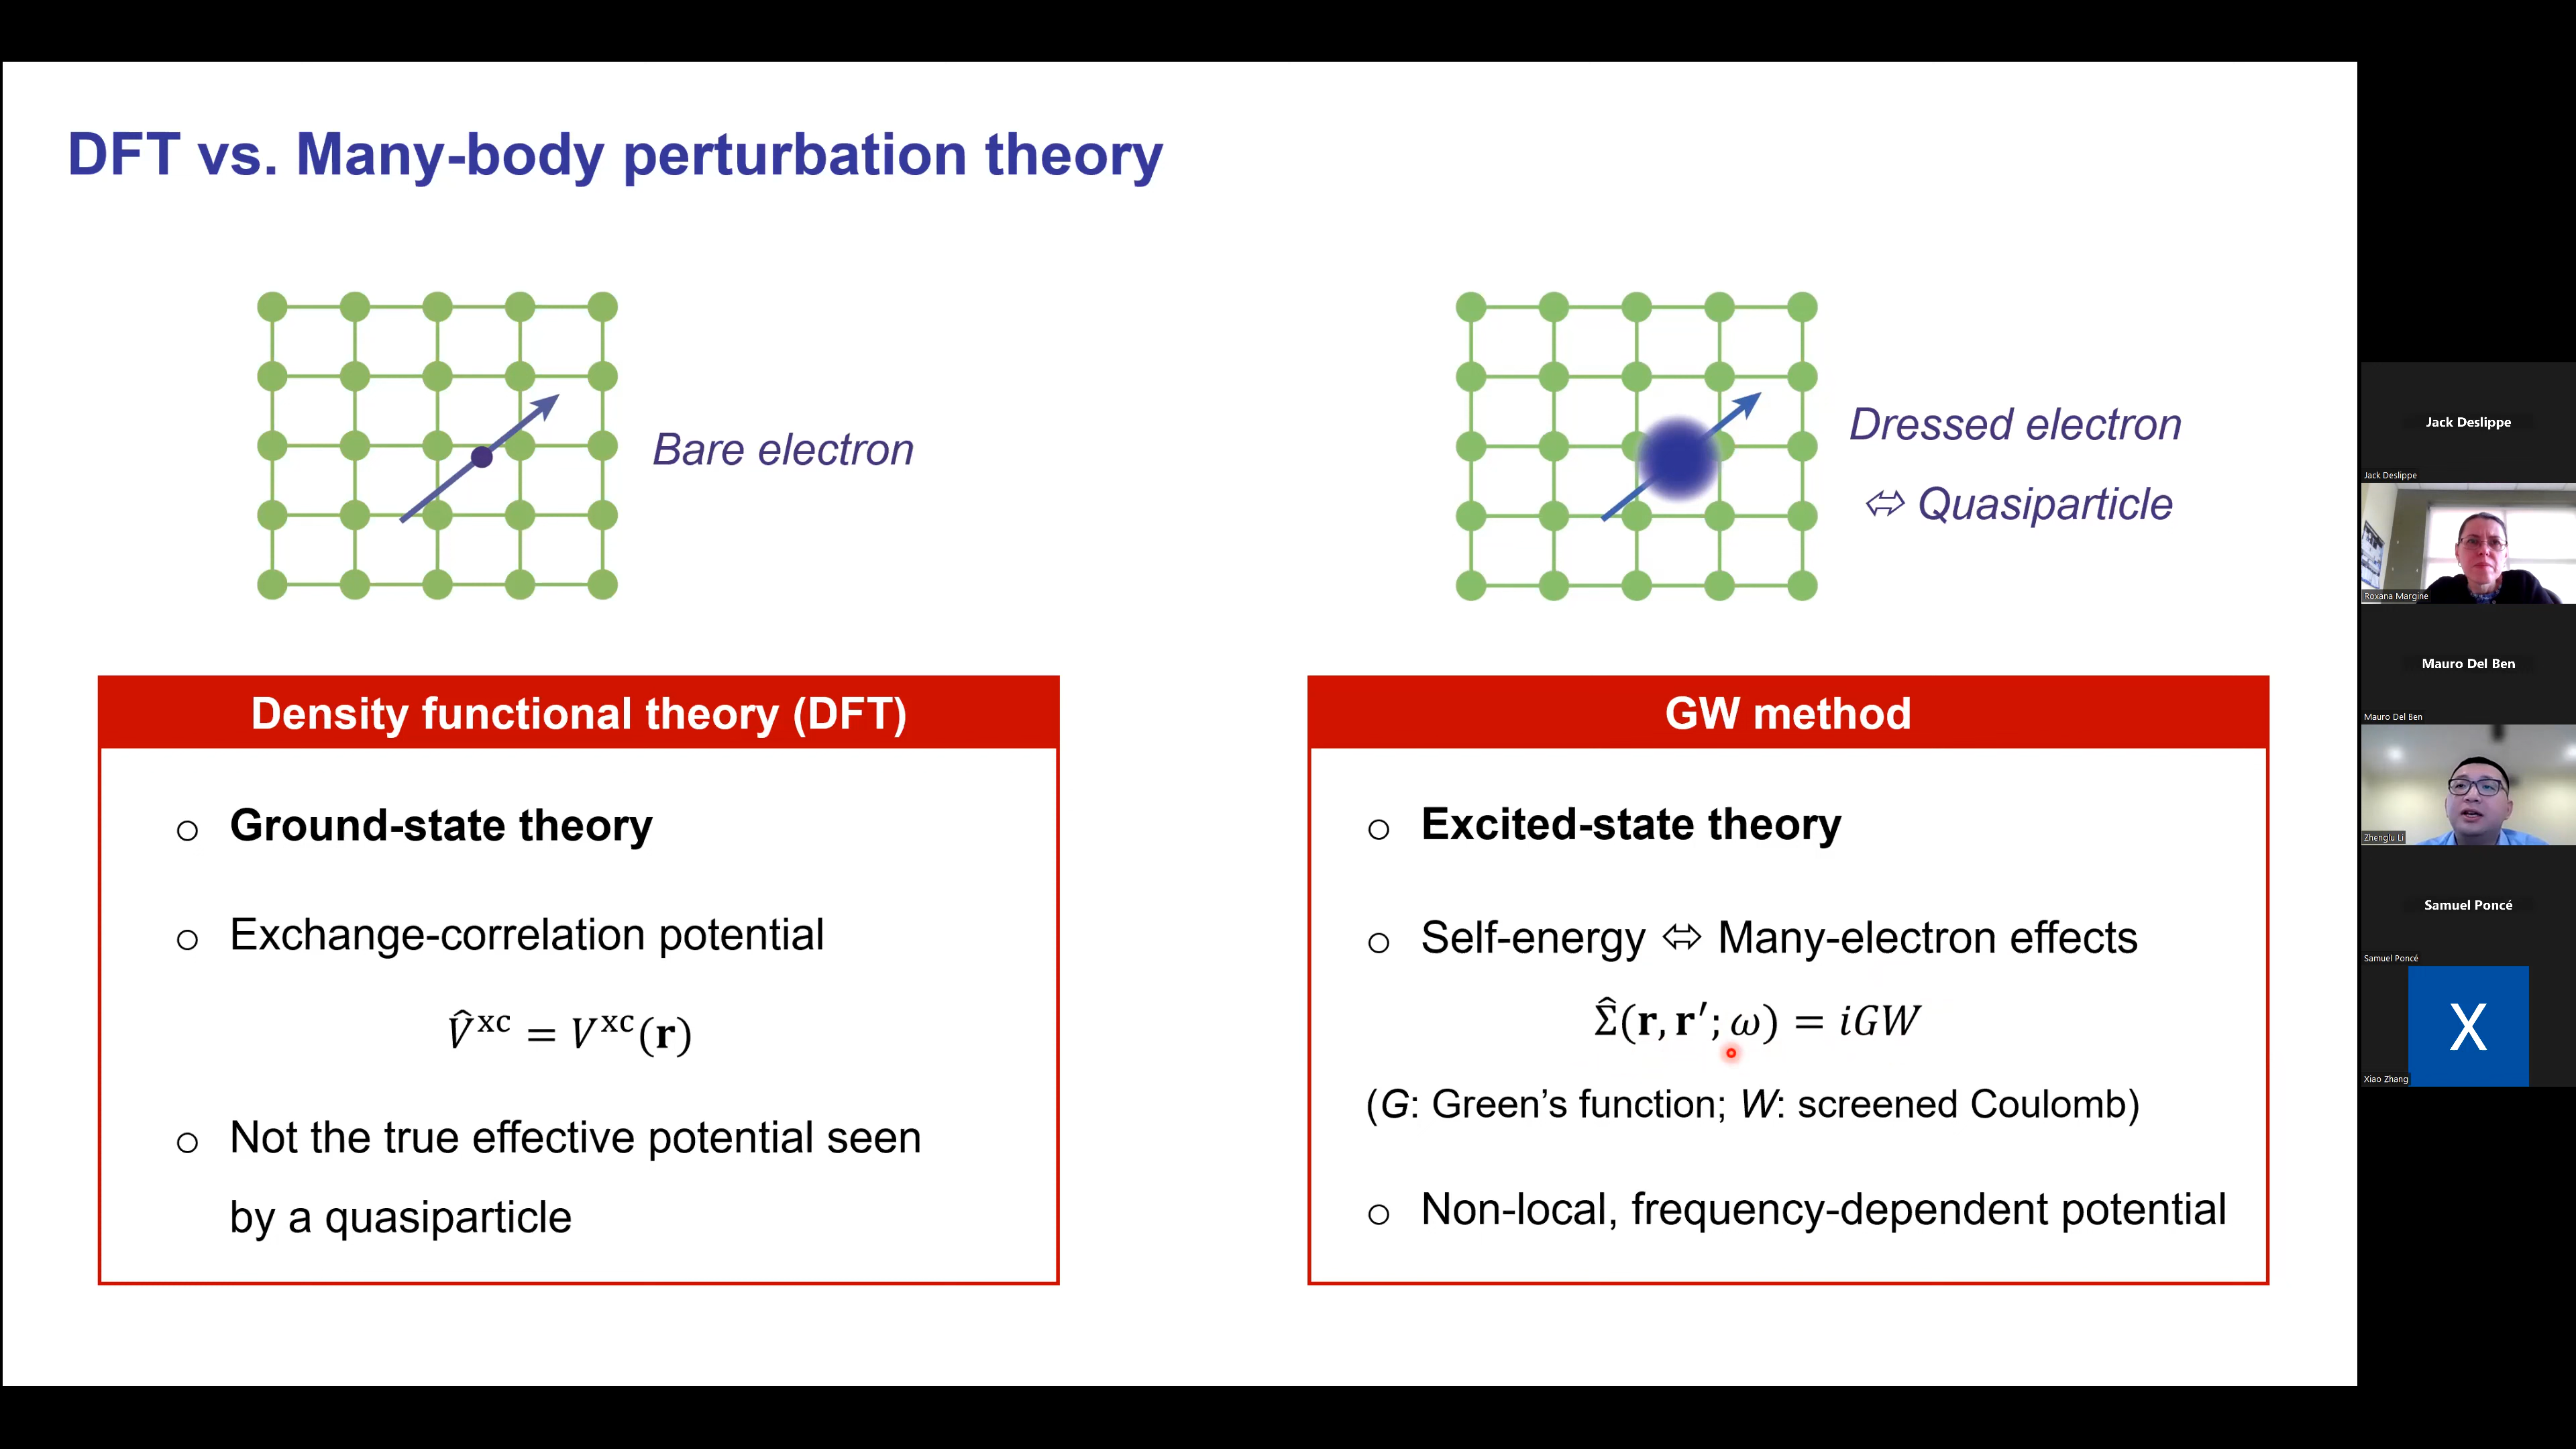 DFT vs. Many-body perturbation theory
Bare electron
Dressed electron
⇔ Quasiparticle
Density functional theory (DFT)
○ Ground-state theory
○ Exchange-correlation potential
V̂ˣᶜ = Vˣᶜ(r)
○ Not the true effective potential seen
by a quasiparticle
GW method
○ Excited-state theory
○ Self-energy ⇔ Many-electron effects
Σ̂(r, r′; ω) = iGW
(G: Green’s function; W: screened Coulomb)
○ Non-local, frequency-dependent potential
Jack Deslippe
Jack Deslippe
Roxana Margine
Mauro Del Ben
Mauro Del Ben
Zhenglu Li
Samuel Poncé
Samuel Poncé
X
Xiao Zhang